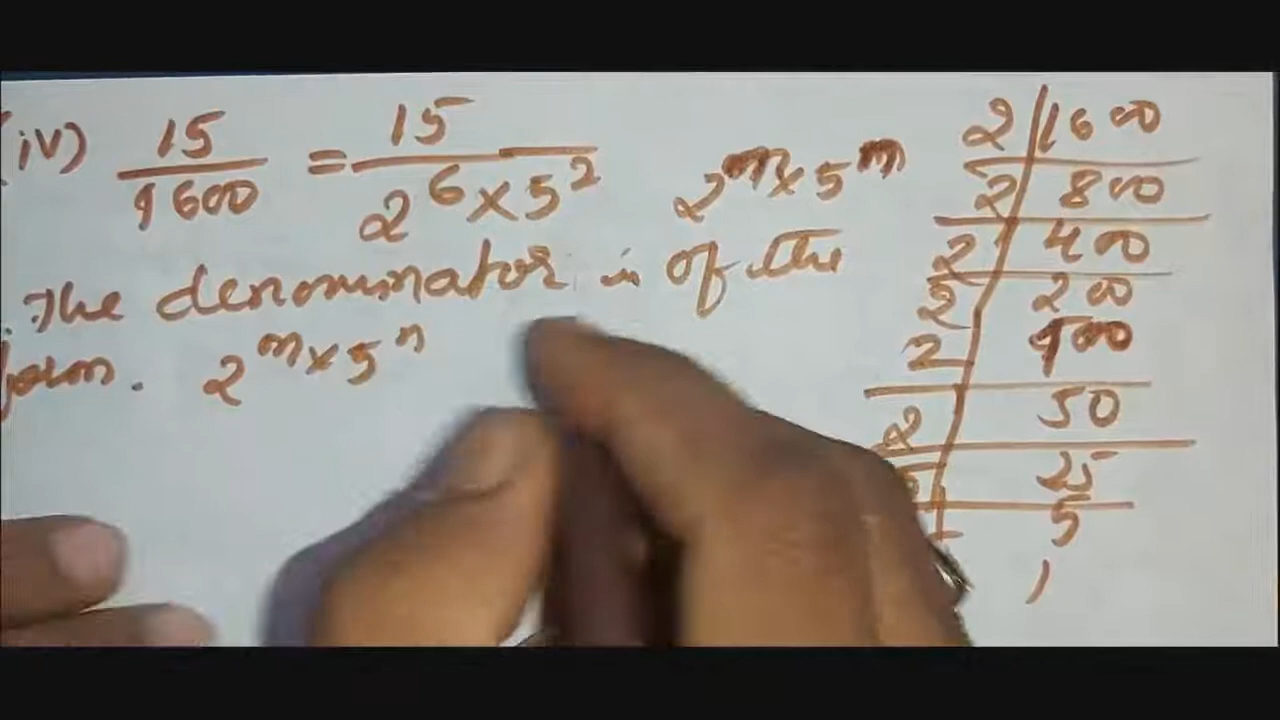 iv) 15/1600 = 15/2^6 × 5^2 2^m × 5^n
The denominator is of the
form. 2^m × 5^n
2 | 1600
2 | 800
2 | 400
2 | 200
2 | 100
2 | 50
25
5
1